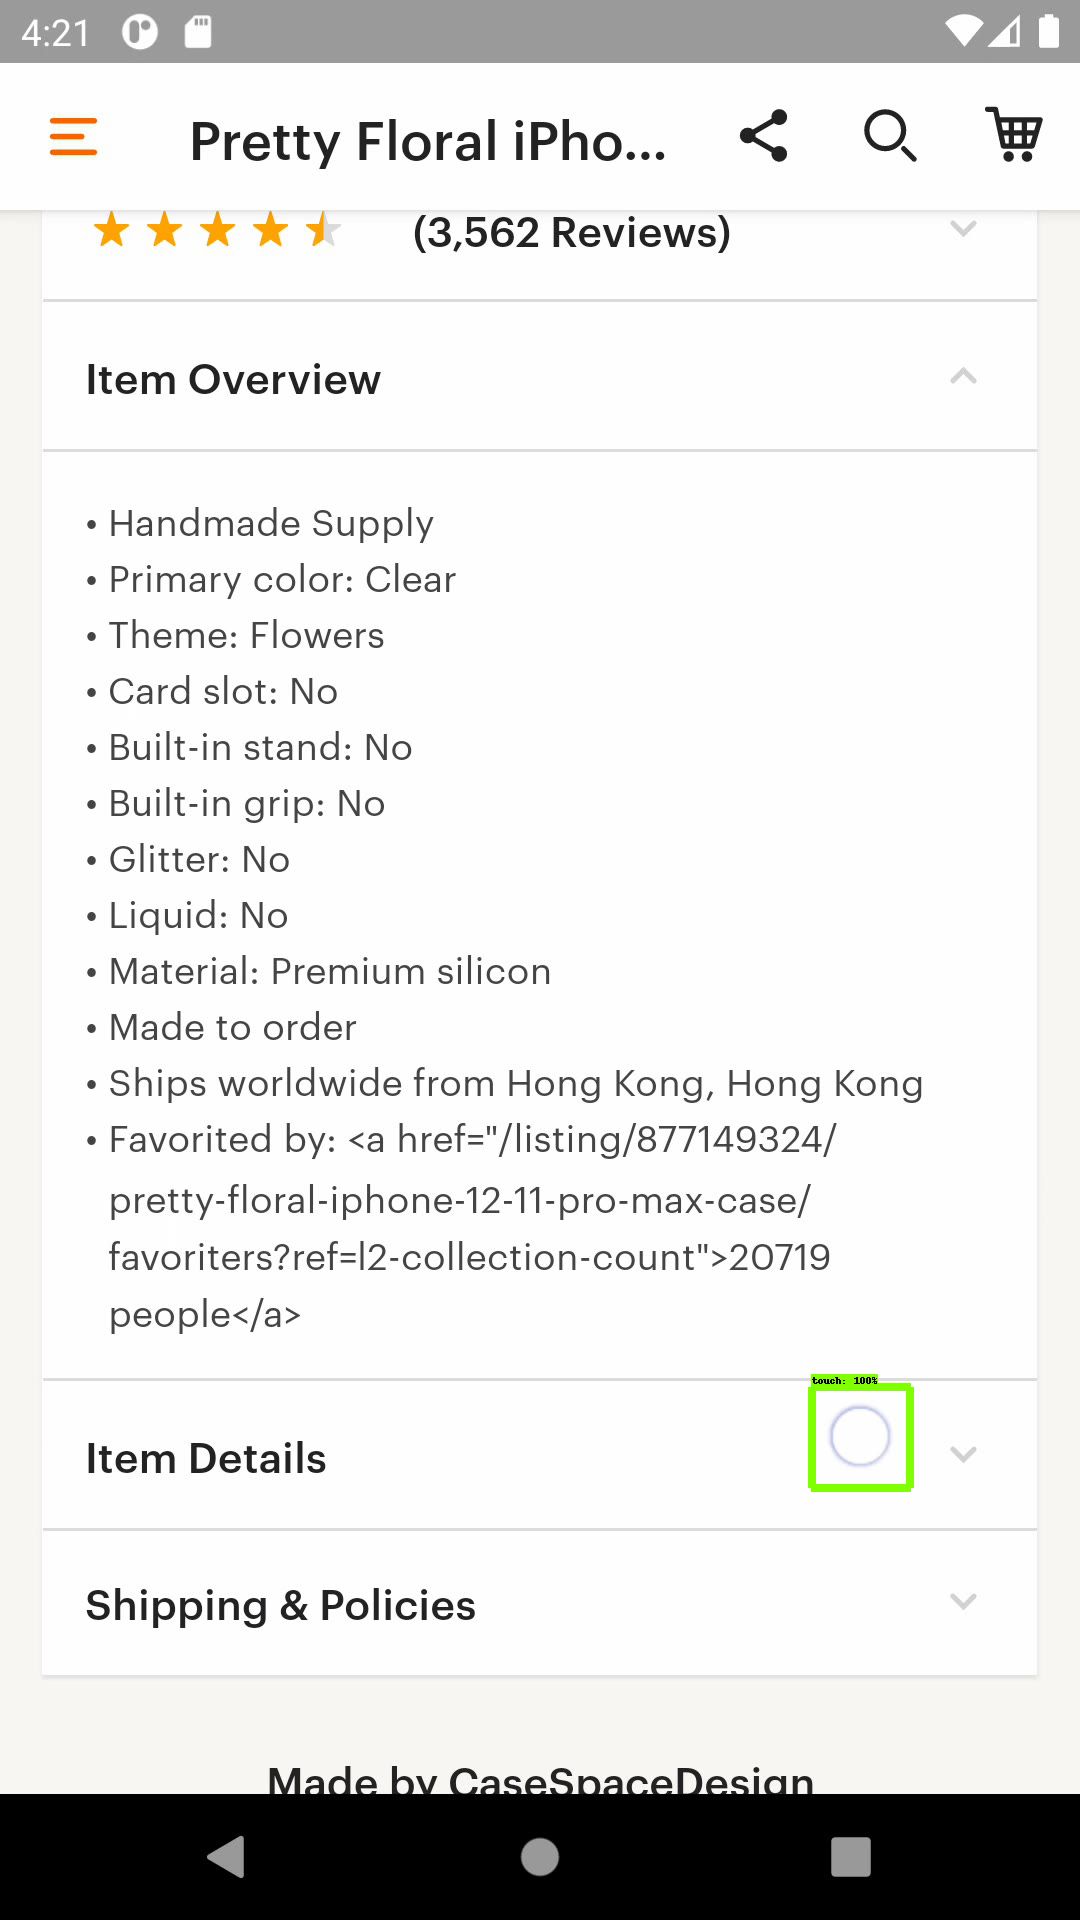 4:21
Pretty Floral iPho...
(3,562 Reviews)
Item Overview
• Handmade Supply
• Primary color: Clear
• Theme: Flowers
• Card slot: No
• Built-in stand: No
• Built-in grip: No
• Glitter: No
• Liquid: No
• Material: Premium silicon
• Made to order
• Ships worldwide from Hong Kong, Hong Kong
• Favorited by: <a href="/listing/877149324/
pretty-floral-iphone-12-11-pro-max-case/
favoriters?ref=l2-collection-count">20719
people</a>
touch: 100%
Item Details
Shipping & Policies
Made by CaseSpaceDesign